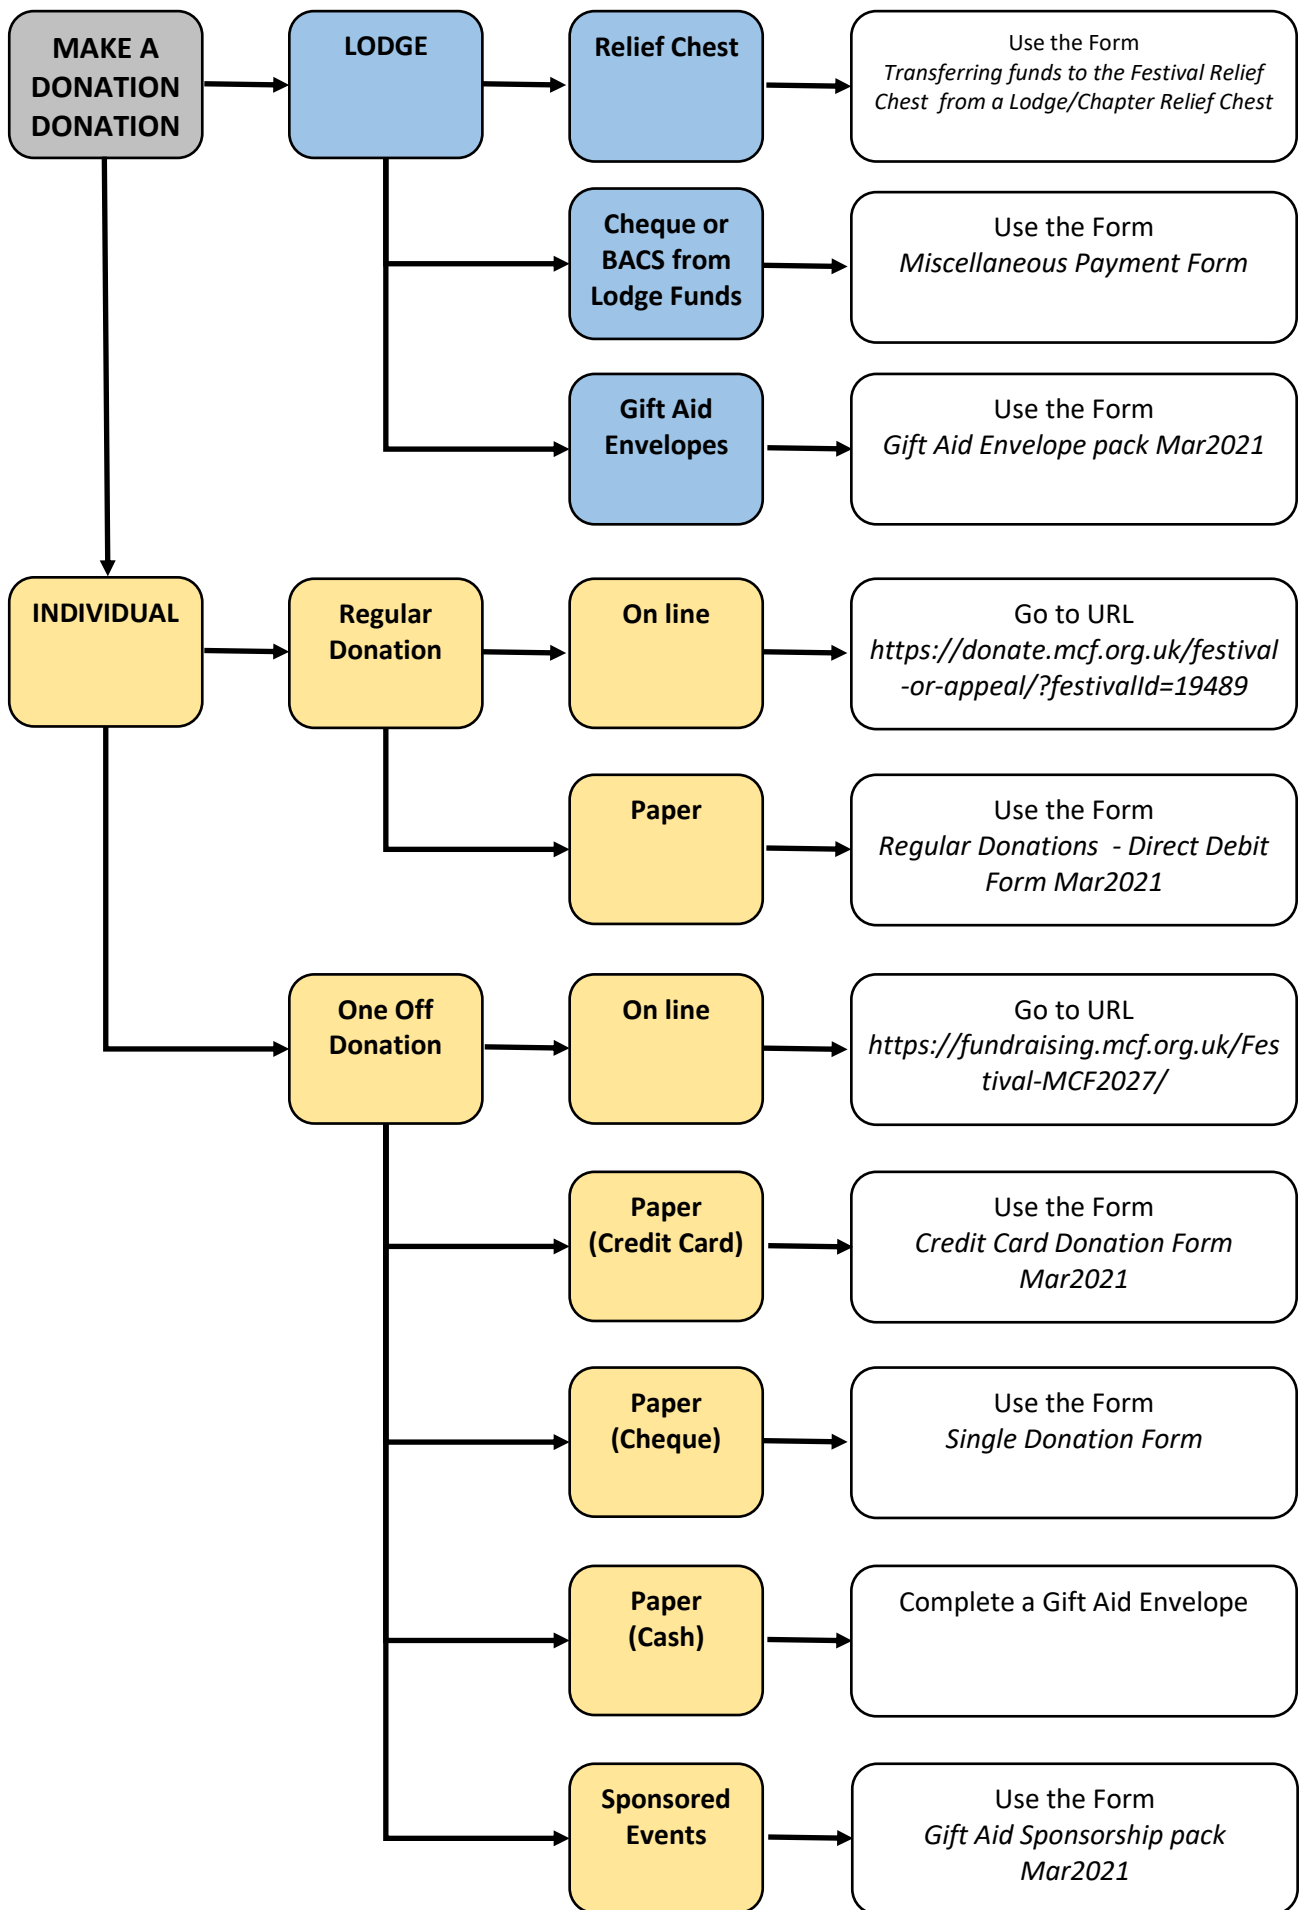 MAKE A
DONATION
DONATION
LODGE
Relief Chest
Use the Form
Transferring funds to the Festival Relief
Chest from a Lodge/Chapter Relief Chest
Cheque or
BACS from
Lodge Funds
Use the Form
Miscellaneous Payment Form
Gift Aid
Envelopes
Use the Form
Gift Aid Envelope pack Mar2021
INDIVIDUAL
Regular
Donation
On line
Go to URL
https://donate.mcf.org.uk/festival
-or-appeal/?festivalId=19489
Paper
Use the Form
Regular Donations - Direct Debit
Form Mar2021
One Off
Donation
On line
Go to URL
https://fundraising.mcf.org.uk/Fes
tival-MCF2027/
Paper
(Credit Card)
Use the Form
Credit Card Donation Form
Mar2021
Paper
(Cheque)
Use the Form
Single Donation Form
Paper
(Cash)
Complete a Gift Aid Envelope
Sponsored
Events
Use the Form
Gift Aid Sponsorship pack
Mar2021